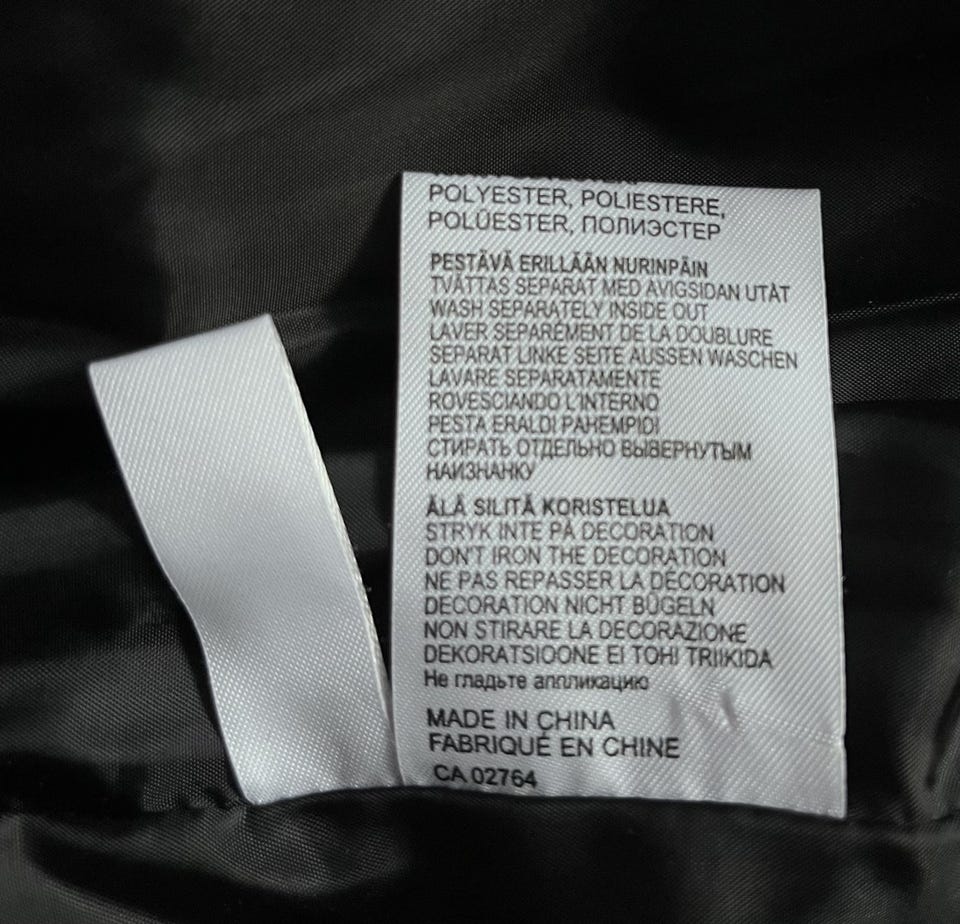 POLYESTER, POLIESTERE,
POLÜESTER, ПОЛИЭСТЕР
PESTÄVÄ ERILLÄÄN NURINPÄIN
TVÄTTAS SEPARAT MED AVIGSIDAN UTÅT
WASH SEPARATELY INSIDE OUT
LAVER SEPARÉMENT DE LA DOUBLURE
SEPARAT LINKE SEITE AUSSEN WASCHEN
LAVARE SEPARATAMENTE
ROVESCIANDO L'INTERNO
PESTA ERALDI PAHEMPIDI
СТИРАТЬ ОТДЕЛЬНО ВЫВЕРНУТЫМ
НАИЗНАНКУ
ÄLÄ SILITÄ KORISTELUA
STRYK INTE PÅ DECORATION
DON'T IRON THE DECORATION
NE PAS REPASSER LA DÉCORATION
DECORATION NICHT BÜGELN
NON STIRARE LA DECORAZIONE
DEKORATSIOONE EI TOHI TRIIKIDA
Не гладьте аппликацию
MADE IN CHINA
FABRIQUÉ EN CHINE
CA 02764